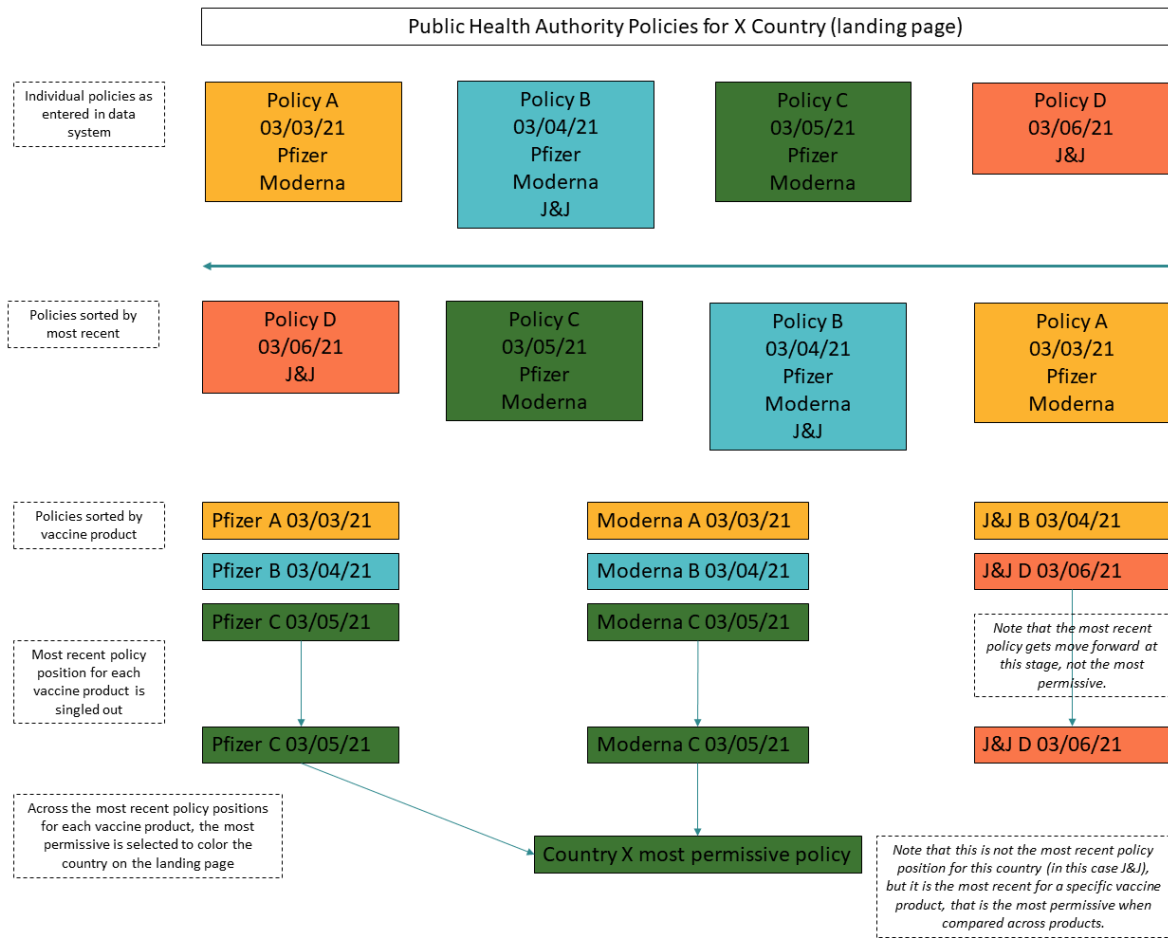 Public Health Authority Policies for X Country (landing page)
Individual policies as
entered in data
system
Policy A
03/03/21
Pfizer
Moderna
Policy B
03/04/21
Pfizer
Moderna
J&J
Policy C
03/05/21
Pfizer
Moderna
Policy D
03/06/21
J&J
Policies sorted by
most recent
Policy D
03/06/21
J&J
Policy C
03/05/21
Pfizer
Moderna
Policy B
03/04/21
Pfizer
Moderna
J&J
Policy A
03/03/21
Pfizer
Moderna
Policies sorted by
vaccine product
Pfizer A 03/03/21
Moderna A 03/03/21
J&J B 03/04/21
Pfizer B 03/04/21
Moderna B 03/04/21
J&J D 03/06/21
Pfizer C 03/05/21
Moderna C 03/05/21
Note that the most recent
policy gets move forward at
this stage, not the most
permissive.
Most recent policy
position for each
vaccine product is
singled out
Pfizer C 03/05/21
Moderna C 03/05/21
J&J D 03/06/21
Across the most recent policy positions
for each vaccine product, the most
permissive is selected to color the
country on the landing page
Country X most permissive policy
Note that this is not the most recent policy
position for this country (in this case J&J),
but it is the most recent for a specific vaccine
product, that is the most permissive when
compared across products.